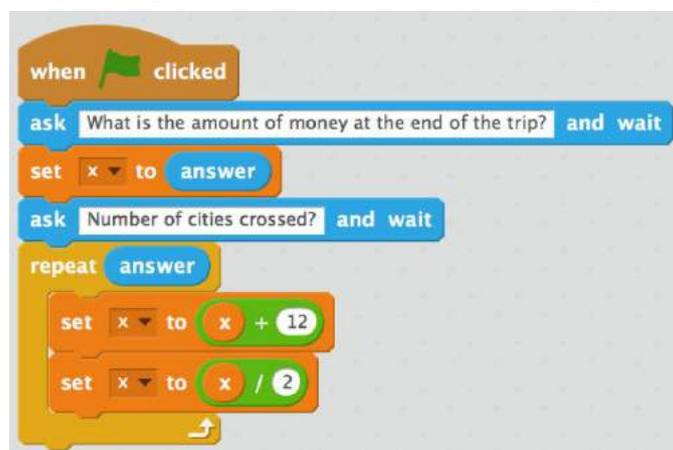 when clicked
ask What is the amount of money at the end of the trip? and wait
set x to answer
ask Number of cities crossed? and wait
repeat answer
set x to x + 12
set x to x / 2